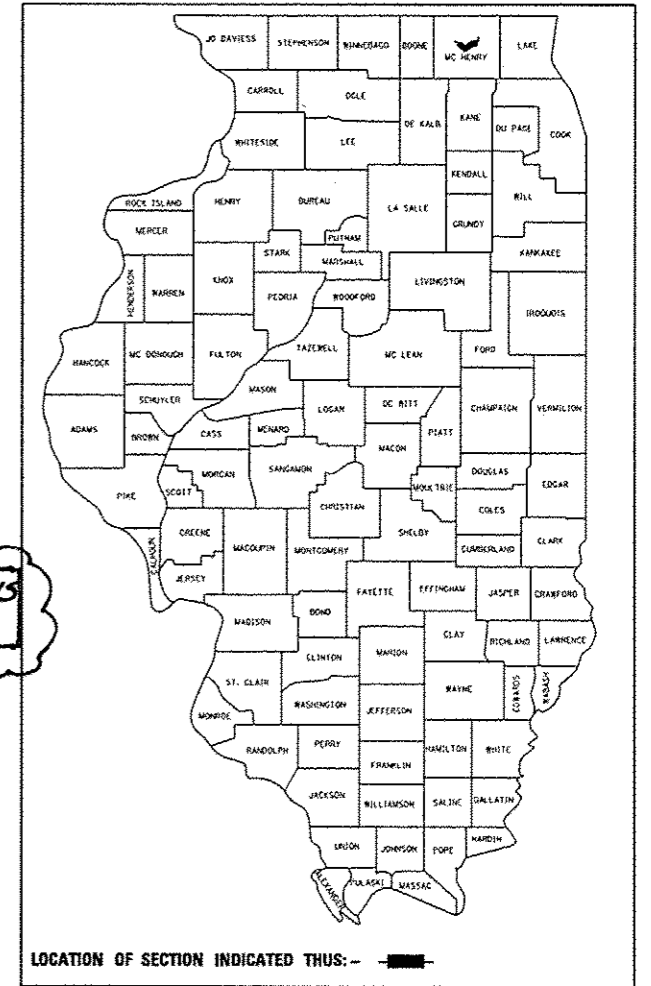 JO DAVIESS
STEPHENSON
WINNEBAGO
BOONE
MC HENRY
LAKE
CARROLL
OGLE
DE KALB
KANE
DU PAGE
COOK
WHITESIDE
LEE
KENDALL
WILL
ROCK ISLAND
HENRY
BUREAU
LA SALLE
GRUNDY
MERCER
PUTNAM
STARK
MARSHALL
KANKAKEE
HENDERSON
WARREN
KNOX
PEORIA
WOODFORD
LIVINGSTON
IROQUOIS
HANCOCK
MC DONOUGH
FULTON
TAZEWELL
MC LEAN
FORD
SCHUYLER
MASON
LOGAN
DE WITT
CHAMPAIGN
VERMILION
ADAMS
BROWN
CASS
MENARD
PIATT
MACON
MORGAN
SANGAMON
DOUGLAS
EDGAR
PIKE
SCOTT
MOULTRIE
COLES
CHRISTIAN
GREENE
MACOUPIN
MONTGOMERY
SHELBY
CUMBERLAND
CLARK
CALHOUN
JERSEY
FAYETTE
EFFINGHAM
JASPER
CRAWFORD
MADISON
BOND
CLAY
RICHLAND
LAWRENCE
CLINTON
MARION
ST. CLAIR
WAYNE
EDWARDS
WABASH
WASHINGTON
JEFFERSON
MONROE
RANDOLPH
PERRY
HAMILTON
WHITE
FRANKLIN
JACKSON
WILLIAMSON
SALINE
GALLATIN
HARDIN
UNION
JOHNSON
POPE
ALEXANDER
PULASKI
MASSAC
LOCATION OF SECTION INDICATED THUS:-